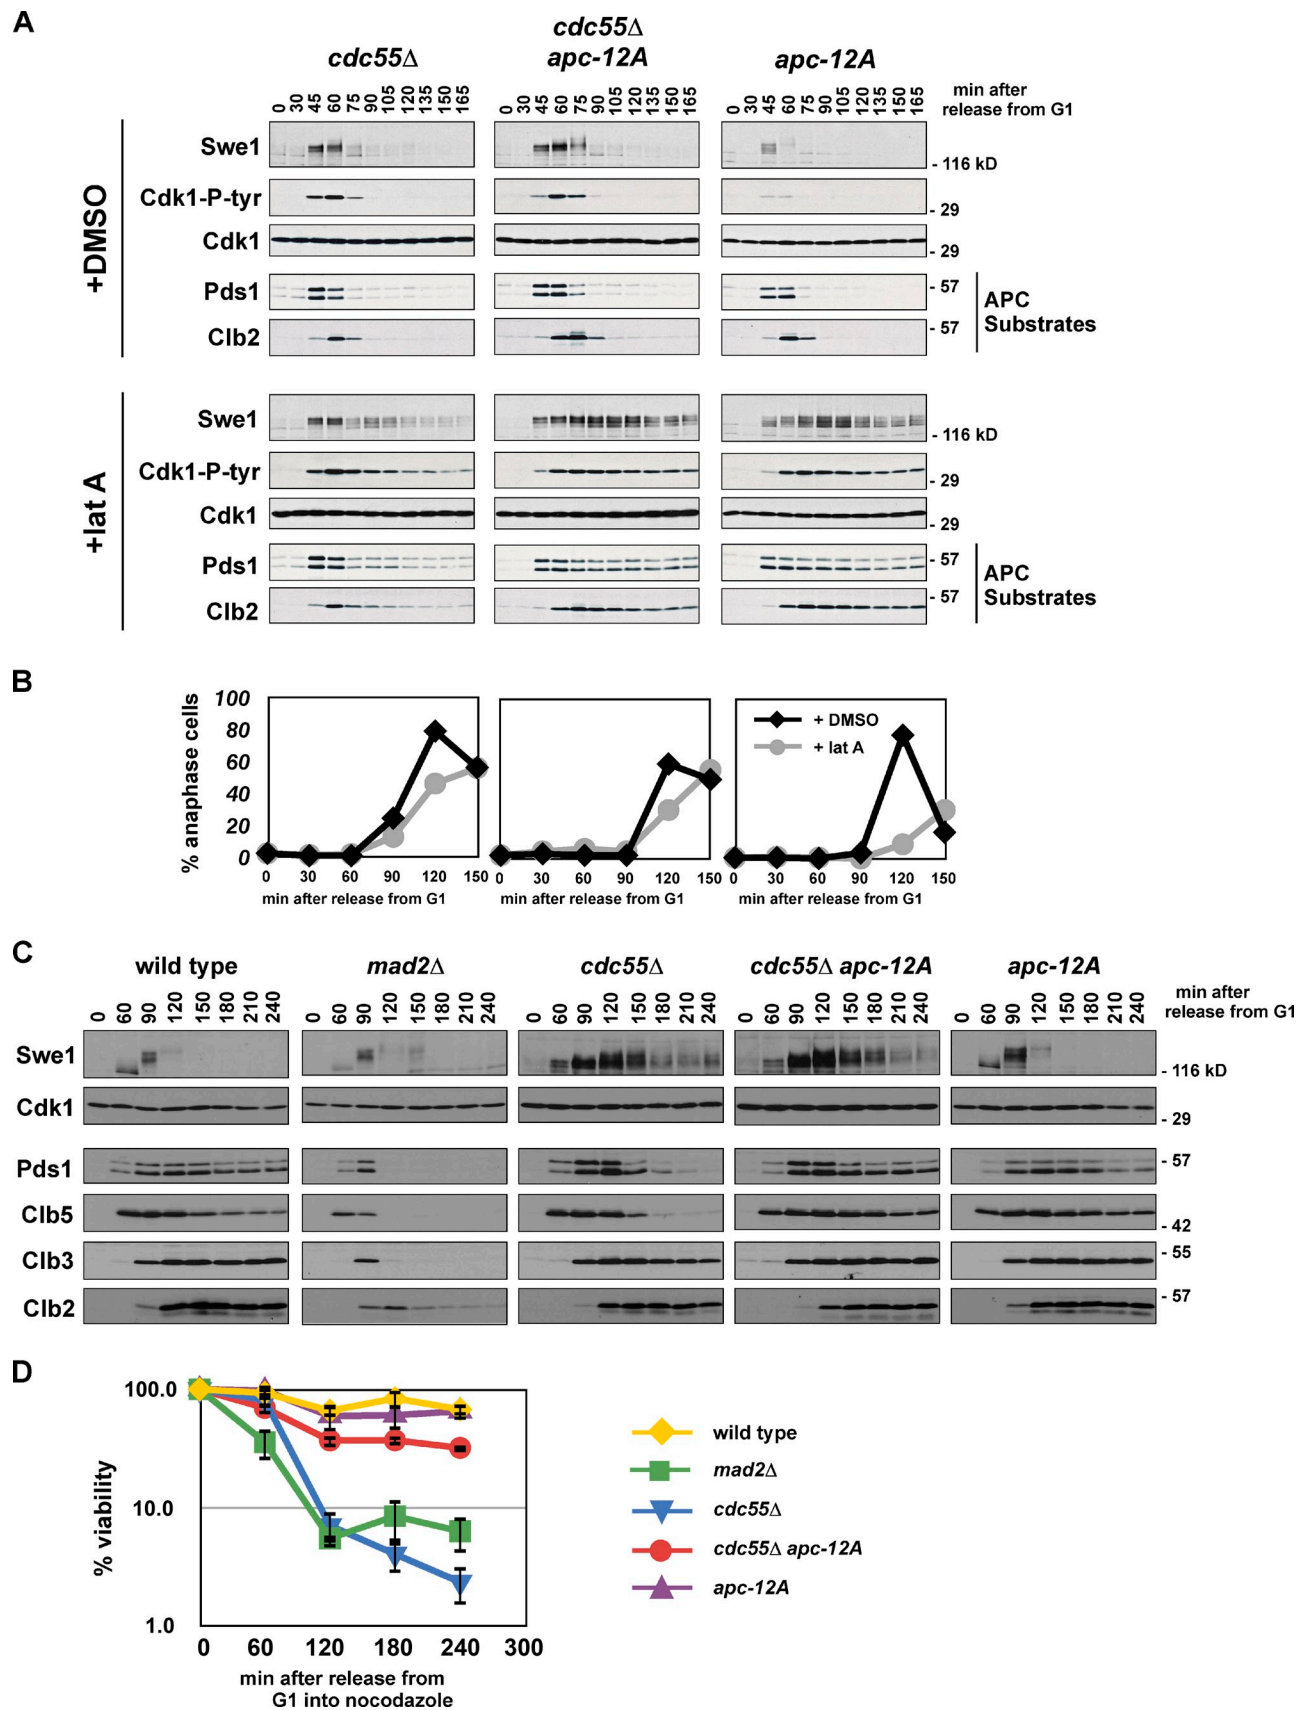 A
cdc55Δ
cdc55Δ
apc-12A
apc-12A
0 30 45 60 75 90 105 120 135 150 165
0 30 45 60 75 90 105 120 135 150 165
0 30 45 60 75 90 105 120 135 150 165
min after
release from G1
+DMSO
Swe1
- 116 kD
Cdk1-P-tyr
- 29
Cdk1
- 29
Pds1
- 57
Clb2
- 57
APC
Substrates
+lat A
Swe1
- 116 kD
Cdk1-P-tyr
- 29
Cdk1
- 29
Pds1
- 57
Clb2
- 57
APC
Substrates
B
% anaphase cells
100
80
60
40
20
0
+ DMSO
+ lat A
0 30 60 90 120 150
0 30 60 90 120 150
0 30 60 90 120 150
min after release from G1
min after release from G1
min after release from G1
C
wild type
mad2Δ
cdc55Δ
cdc55Δ apc-12A
apc-12A
0 60 90 120 150 180 210 240
0 60 90 120 150 180 210 240
0 60 90 120 150 180 210 240
0 60 90 120 150 180 210 240
0 60 90 120 150 180 210 240
min after
release from G1
Swe1
- 116 kD
Cdk1
- 29
Pds1
- 57
Clb5
- 42
Clb3
- 55
Clb2
- 57
D
% viability
100.0
10.0
1.0
0 60 120 180 240 300
min after release from
G1 into nocodazole
wild type
mad2Δ
cdc55Δ
cdc55Δ apc-12A
apc-12A